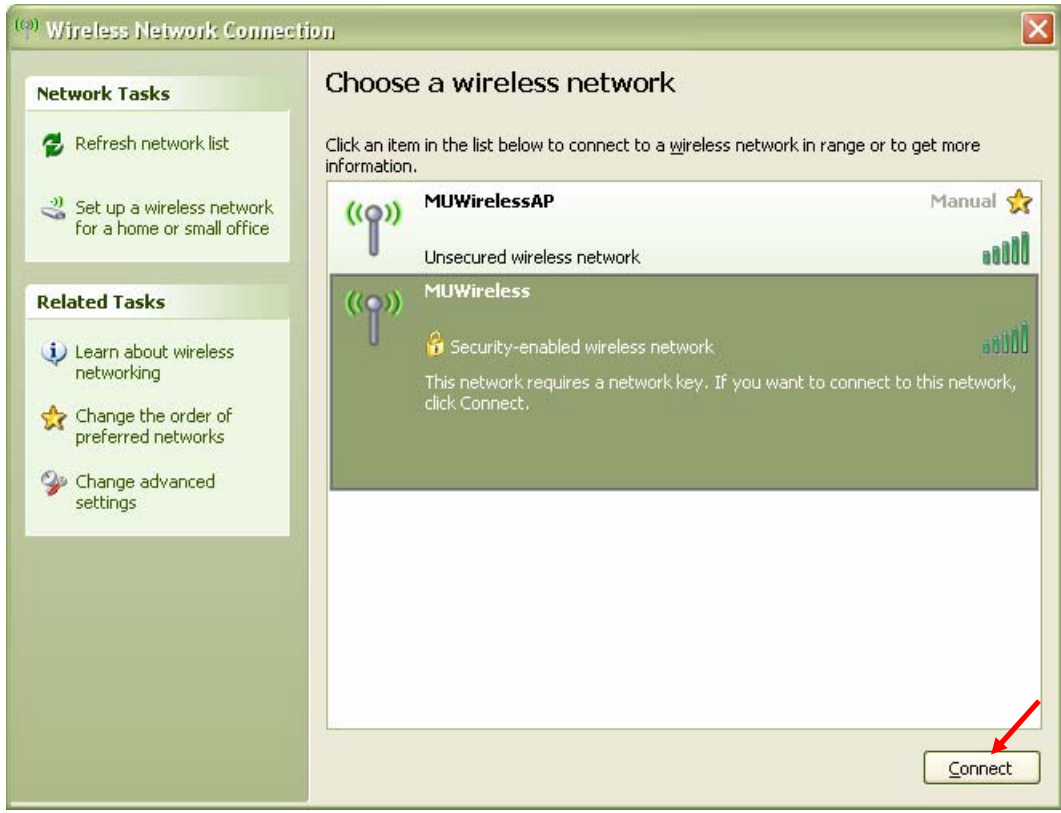 Wireless Network Connection
Network Tasks
Refresh network list
Set up a wireless network
for a home or small office
Related Tasks
Learn about wireless
networking
Change the order of
preferred networks
Change advanced
settings
Choose a wireless network
Click an item in the list below to connect to a wireless network in range or to get more
information.
MUWirelessAP
Manual
Unsecured wireless network
MUWireless
Security-enabled wireless network
This network requires a network key. If you want to connect to this network,
click Connect.
Connect